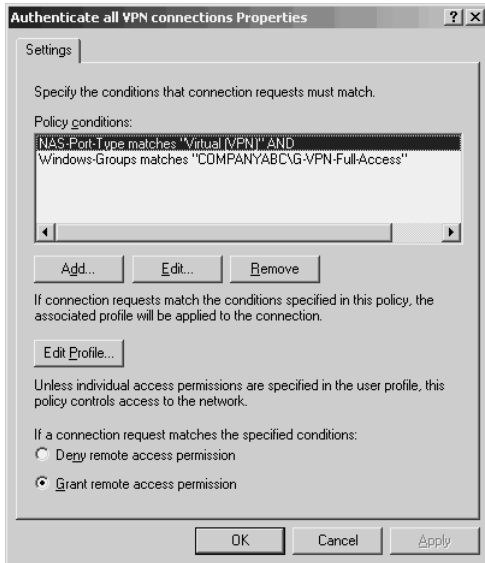 Authenticate all VPN connections Properties
Settings
Specify the conditions that connection requests must match.
Policy conditions:
NAS-Port-Type matches "Virtual (VPN)" AND
Windows-Groups matches "COMPANYABC\G-VPN-Full-Access"
Add... Edit... Remove
If connection requests match the conditions specified in this policy, the
associated profile will be applied to the connection.
Edit Profile...
Unless individual access permissions are specified in the user profile, this
policy controls access to the network.
If a connection request matches the specified conditions:
Deny remote access permission
Grant remote access permission
OK Cancel Apply